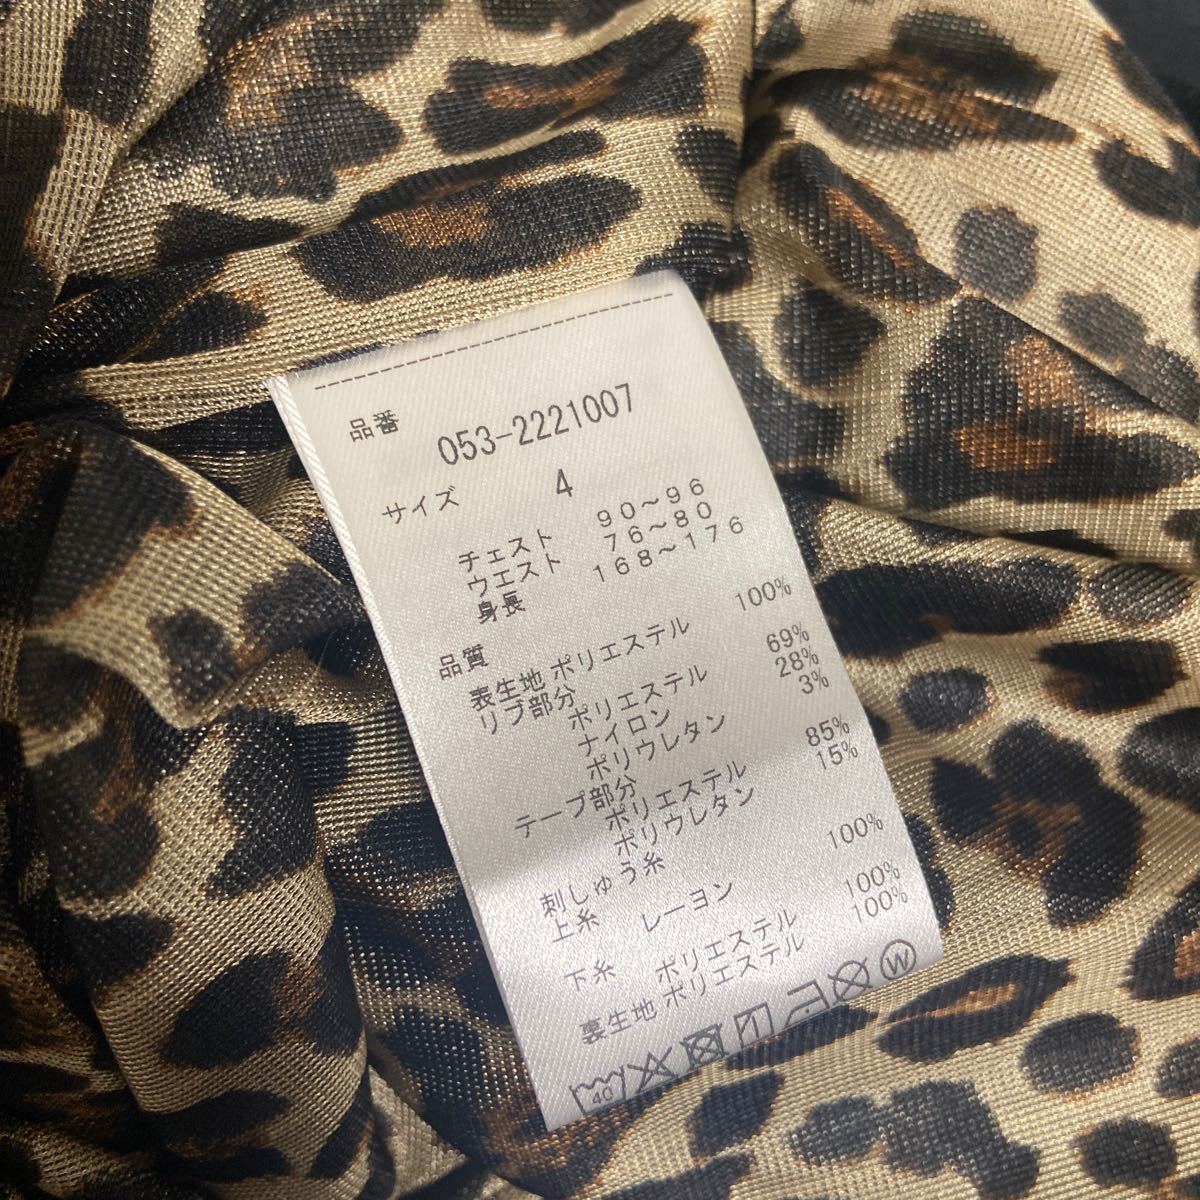 品番
053-2221007
サイズ 4
チェスト 90～96
ウエスト 76～80
身長 168～176
品質
表生地 ポリエステル 100%
リブ部分
ポリエステル 69%
ナイロン 28%
ポリウレタン 3%
テープ部分
ポリエステル 85%
ポリウレタン 15%
刺しゅう糸
上糸 レーヨン 100%
下糸 ポリエステル 100%
裏生地 ポリエステル 100%
40 W